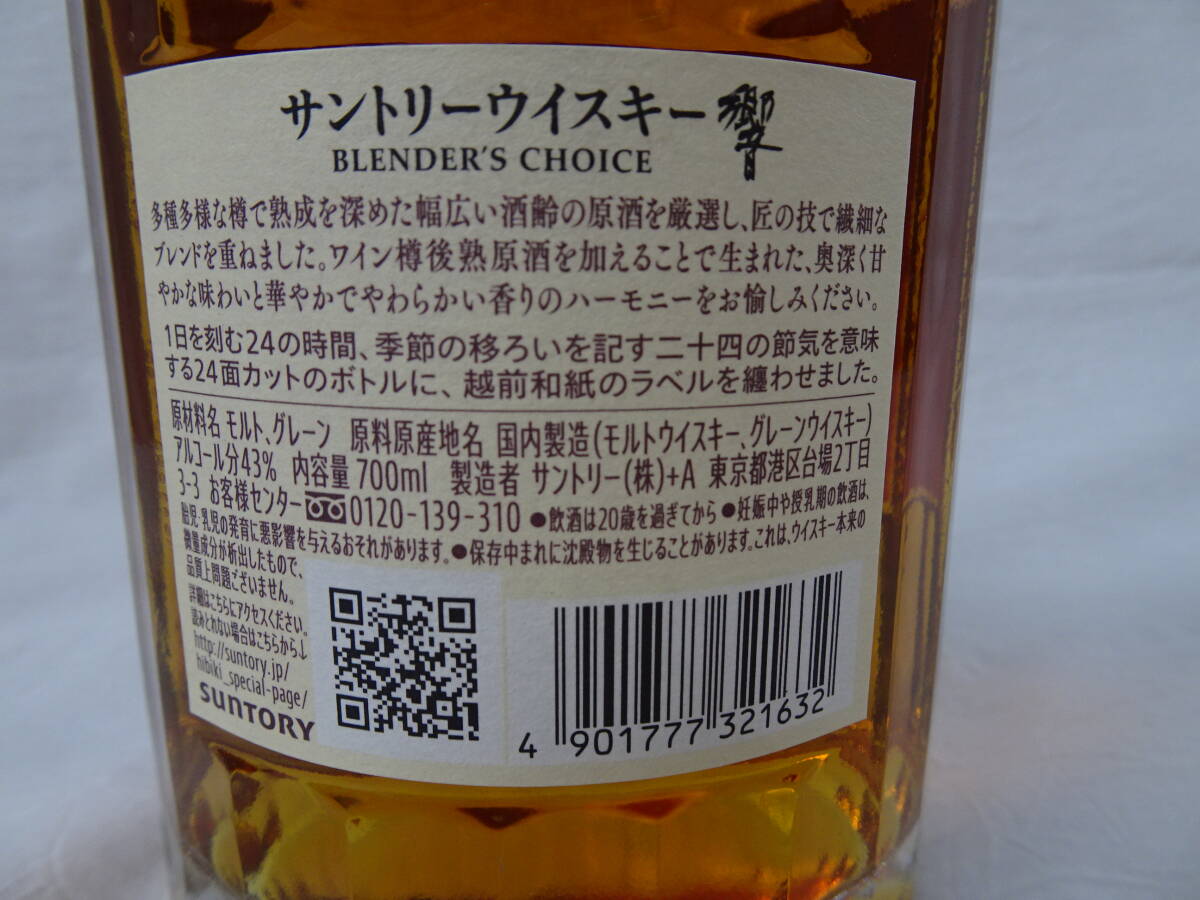 サントリーウイスキー 響
BLENDER'S CHOICE
多種多様な樽で熟成を深めた幅広い酒齢の原酒を厳選し、匠の技で繊細な
ブレンドを重ねました。ワイン樽後熟原酒を加えることで生まれた、奥深く甘
やかな味わいと華やかでやわらかい香りのハーモニーをお愉しみください。
1日を刻む24の時間、季節の移ろいを記す二十四の節気を意味
する24面カットのボトルに、越前和紙のラベルを纏わせました。
原材料名 モルト、グレーン 原料原産地名 国内製造(モルトウイスキー、グレーンウイスキー)
アルコール分43% 内容量700ml 製造者 サントリー(株)+A 東京都港区台場2丁目
3-3 お客様センター 0120-139-310 ●飲酒は20歳を過ぎてから ●妊娠中や授乳期の飲酒は、
胎児・乳児の発育に悪影響を与えるおそれがあります。●保存中まれに沈殿物を生じることがあります。これは、ウイスキー本来の
微量成分が析出したもので、
品質上問題ございません。
詳細はこちらにアクセスください。
読みとれない場合はこちらから↓
http://suntory.jp/
hibiki_special-page/
SUNTORY
4 901777 321632